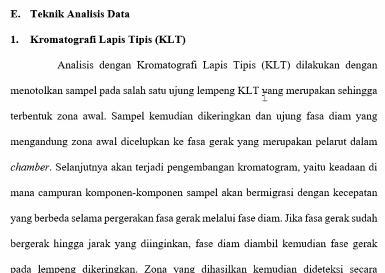 E. Teknik Analisis Data
1. Kromatografi Lapis Tipis (KLT)
Analisis dengan Kromatografi Lapis Tipis (KLT) dilakukan dengan
menotolkan sampel pada salah satu ujung lempeng KLT yang merupakan sehingga
terbentuk zona awal. Sampel kemudian dikeringkan dan ujung fasa diam yang
mengandung zona awal dicelupkan ke fasa gerak yang merupakan pelarut dalam
chamber. Selanjutnya akan terjadi pengembangan kromatogram, yaitu keadaan di
mana campuran komponen-komponen sampel akan bermigrasi dengan kecepatan
yang berbeda selama pergerakan fasa gerak melalui fase diam. Jika fasa gerak sudah
bergerak hingga jarak yang diinginkan, fase diam diambil kemudian fase gerak
pada lempeng dikeringkan. Zona yang dihasilkan kemudian dideteksi secara